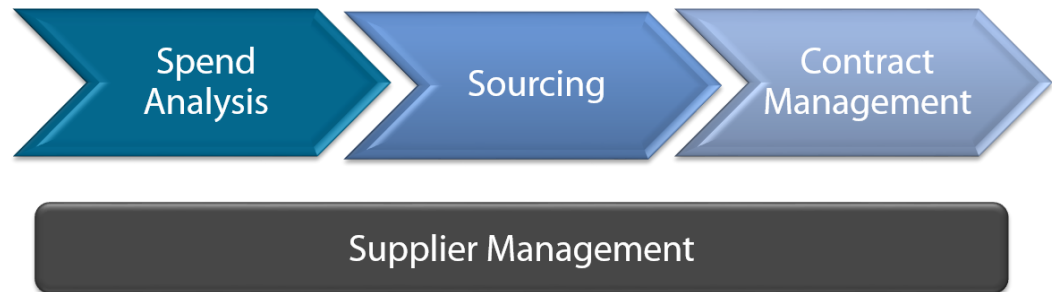 Spend
Analysis
Sourcing
Contract
Management
Supplier Management